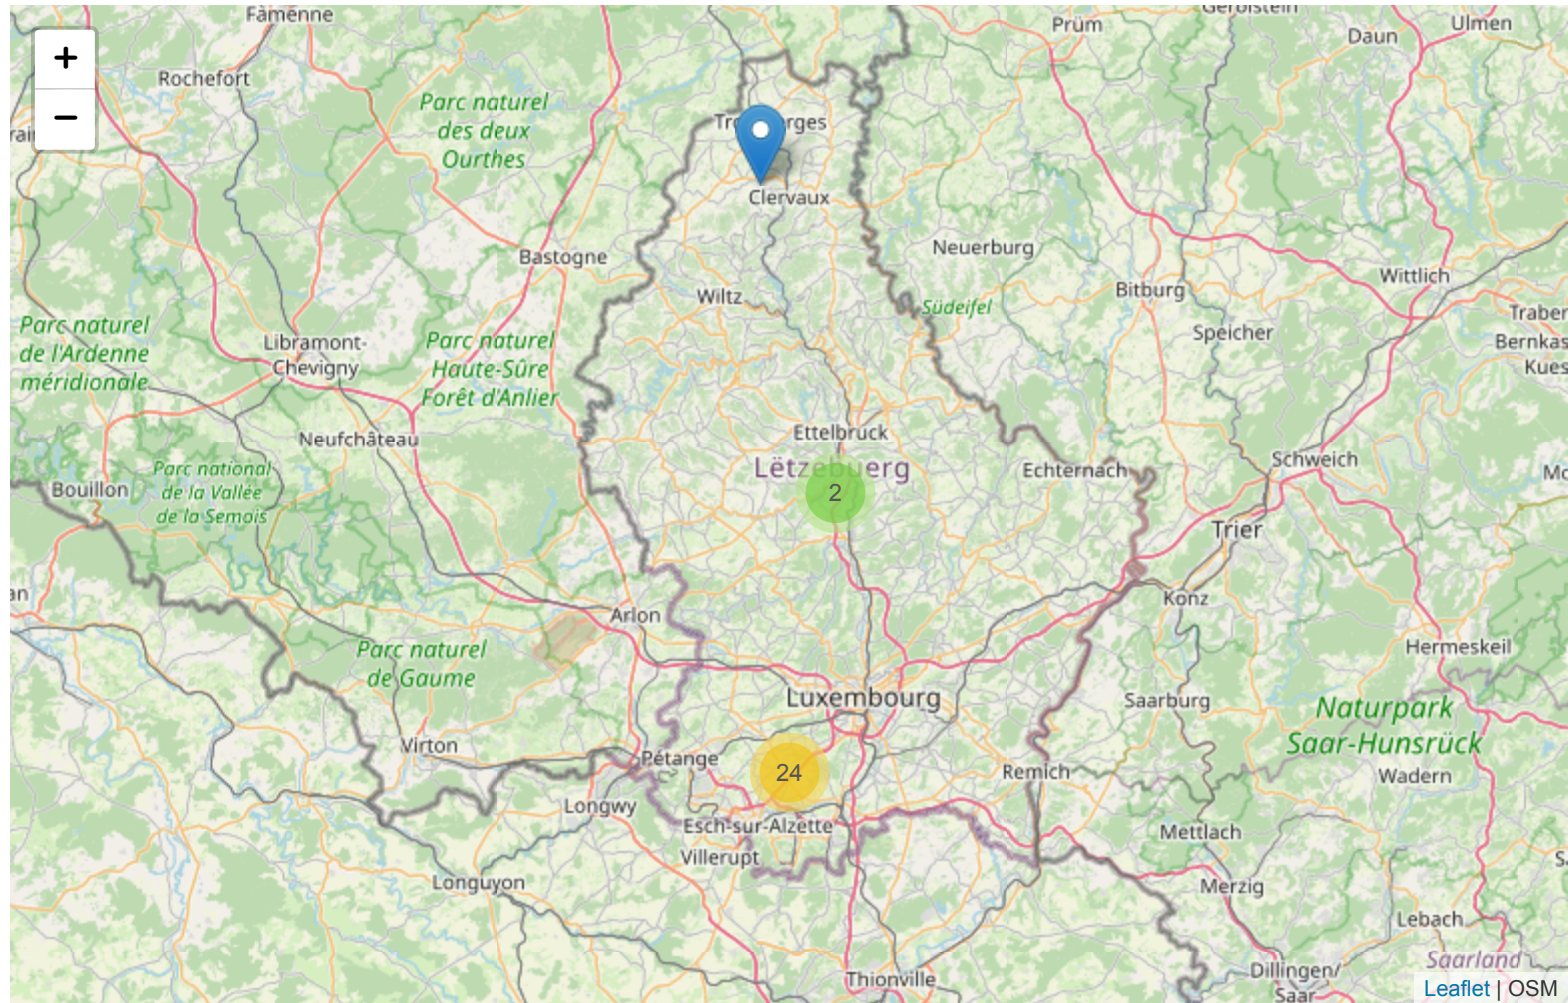 Famenne
Gerolstein
Prüm
Ulmen
Daun
+
−
Rochefort
Parc naturel
des deux
Ourthes
Clervaux
Bastogne
Neuerburg
Wiltz
Südeifel
Bitburg
Wittlich
Traber
Speicher
Bernkas
Kues
Parc naturel
de l'Ardenne
méridionale
Libramont-
Chevigny
Parc naturel
Haute-Sûre
Forêt d'Anlier
Neufchâteau
Ettelbruck
Lëtzebuerg
2
Echternach
Schweich
Parc national
de la Vallée
de la Semois
Bouillon
Trier
Konz
Arlon
Parc naturel
de Gaume
Hermeskeil
Luxembourg
Saarburg
Naturpark
Saar-Hunsrück
Virton
Pétange
24
Remich
Wadern
Longwy
Esch-sur-Alzette
Mettlach
Villerupt
Longuyon
Merzig
Lebach
Thionville
Saarland
Dillingen/
Saar
Leaflet | OSM